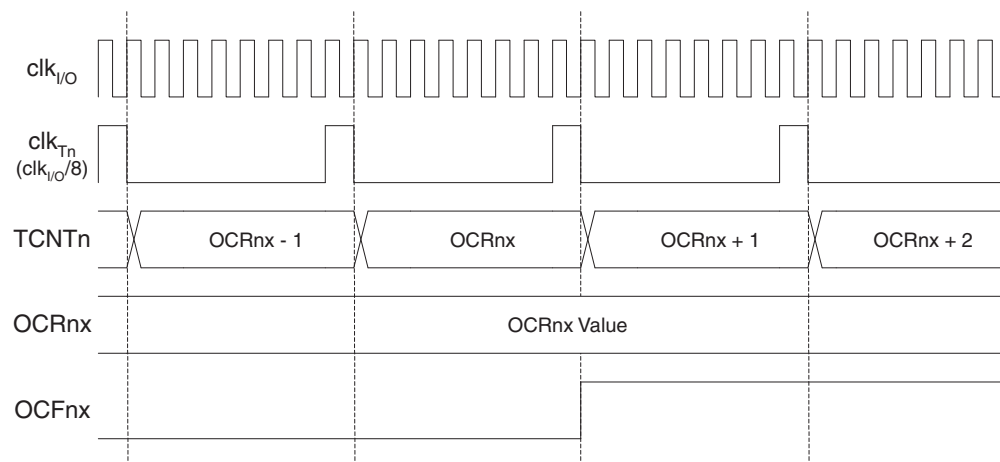 clkI/O
clkTn
(clkI/O/8)
TCNTn
OCRnx - 1
OCRnx
OCRnx + 1
OCRnx + 2
OCRnx
OCRnx Value
OCFnx